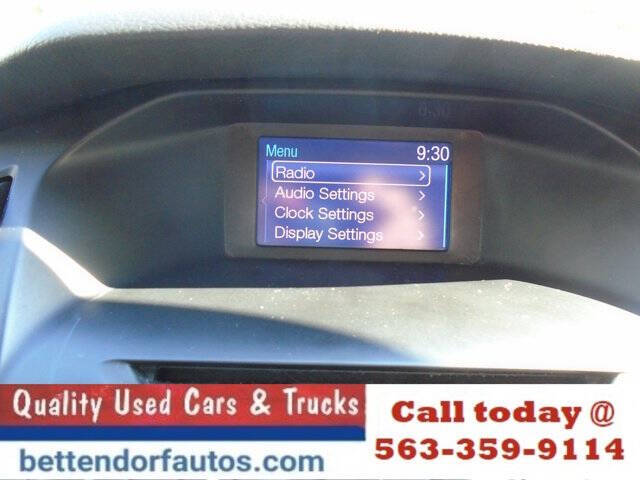 Menu 9:30
Radio >
Audio Settings >
Clock Settings >
Display Settings >
Quality Used Cars & Trucks
bettendorfautos.com
Call today @
563-359-9114